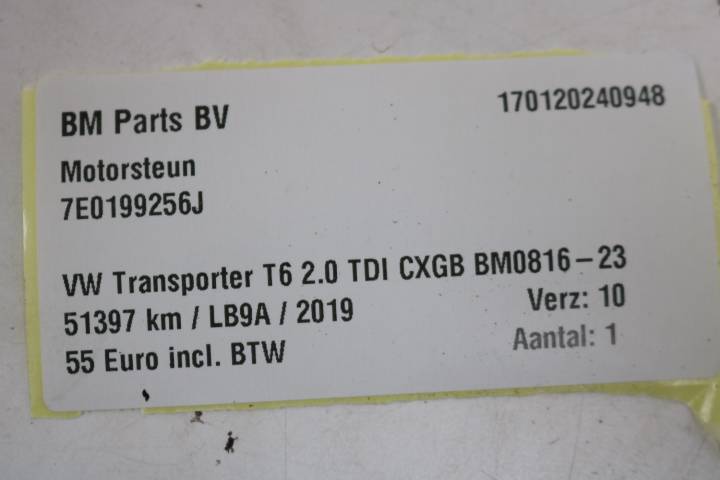 BM Parts BV 170120240948
Motorsteun
7E0199256J
VW Transporter T6 2.0 TDI CXGB BM0816-23
51397 km / LB9A / 2019 Verz: 10
55 Euro incl. BTW Aantal: 1